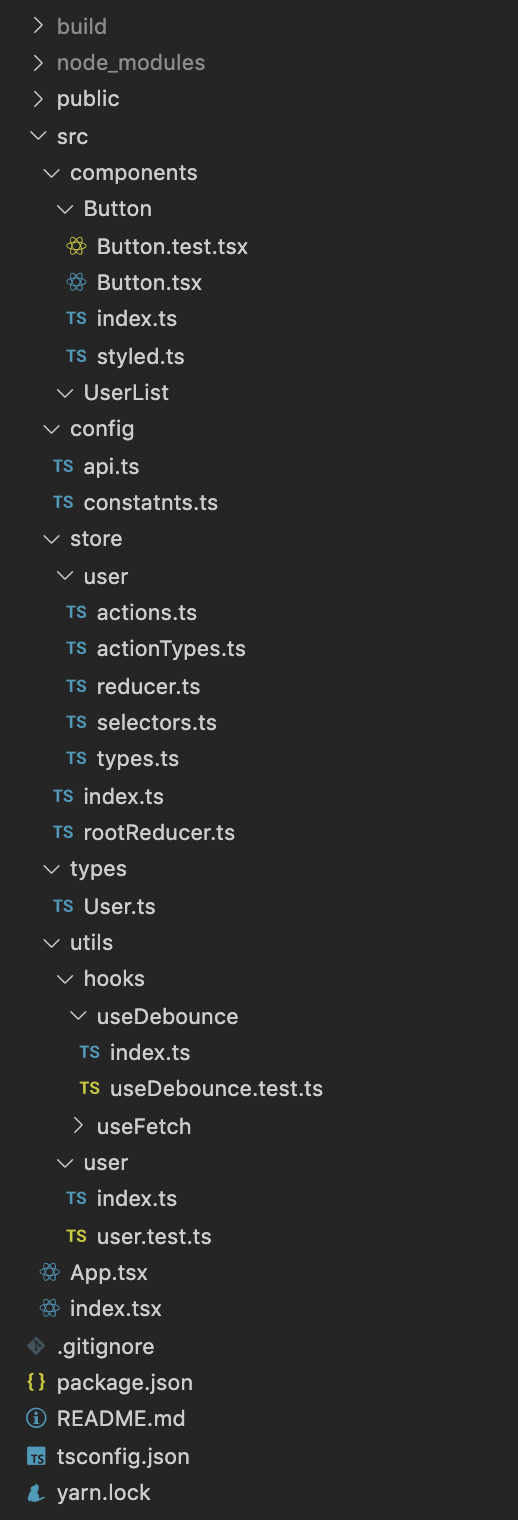 build
node_modules
public
src
components
Button
Button.test.tsx
Button.tsx
TS index.ts
TS styled.ts
UserList
config
TS api.ts
TS constatnts.ts
store
user
TS actions.ts
TS actionTypes.ts
TS reducer.ts
TS selectors.ts
TS types.ts
TS index.ts
TS rootReducer.ts
types
TS User.ts
utils
hooks
useDebounce
TS index.ts
TS useDebounce.test.ts
useFetch
user
TS index.ts
TS user.test.ts
App.tsx
index.tsx
.gitignore
{} package.json
README.md
TS tsconfig.json
yarn.lock